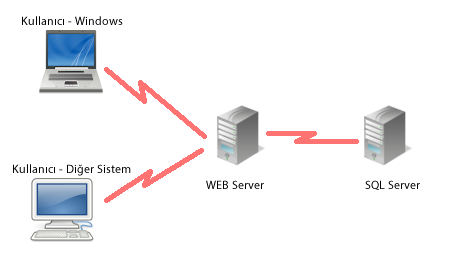 Kullanıcı - Windows
Kullanıcı - Diğer Sistem
WEB Server
SQL Server